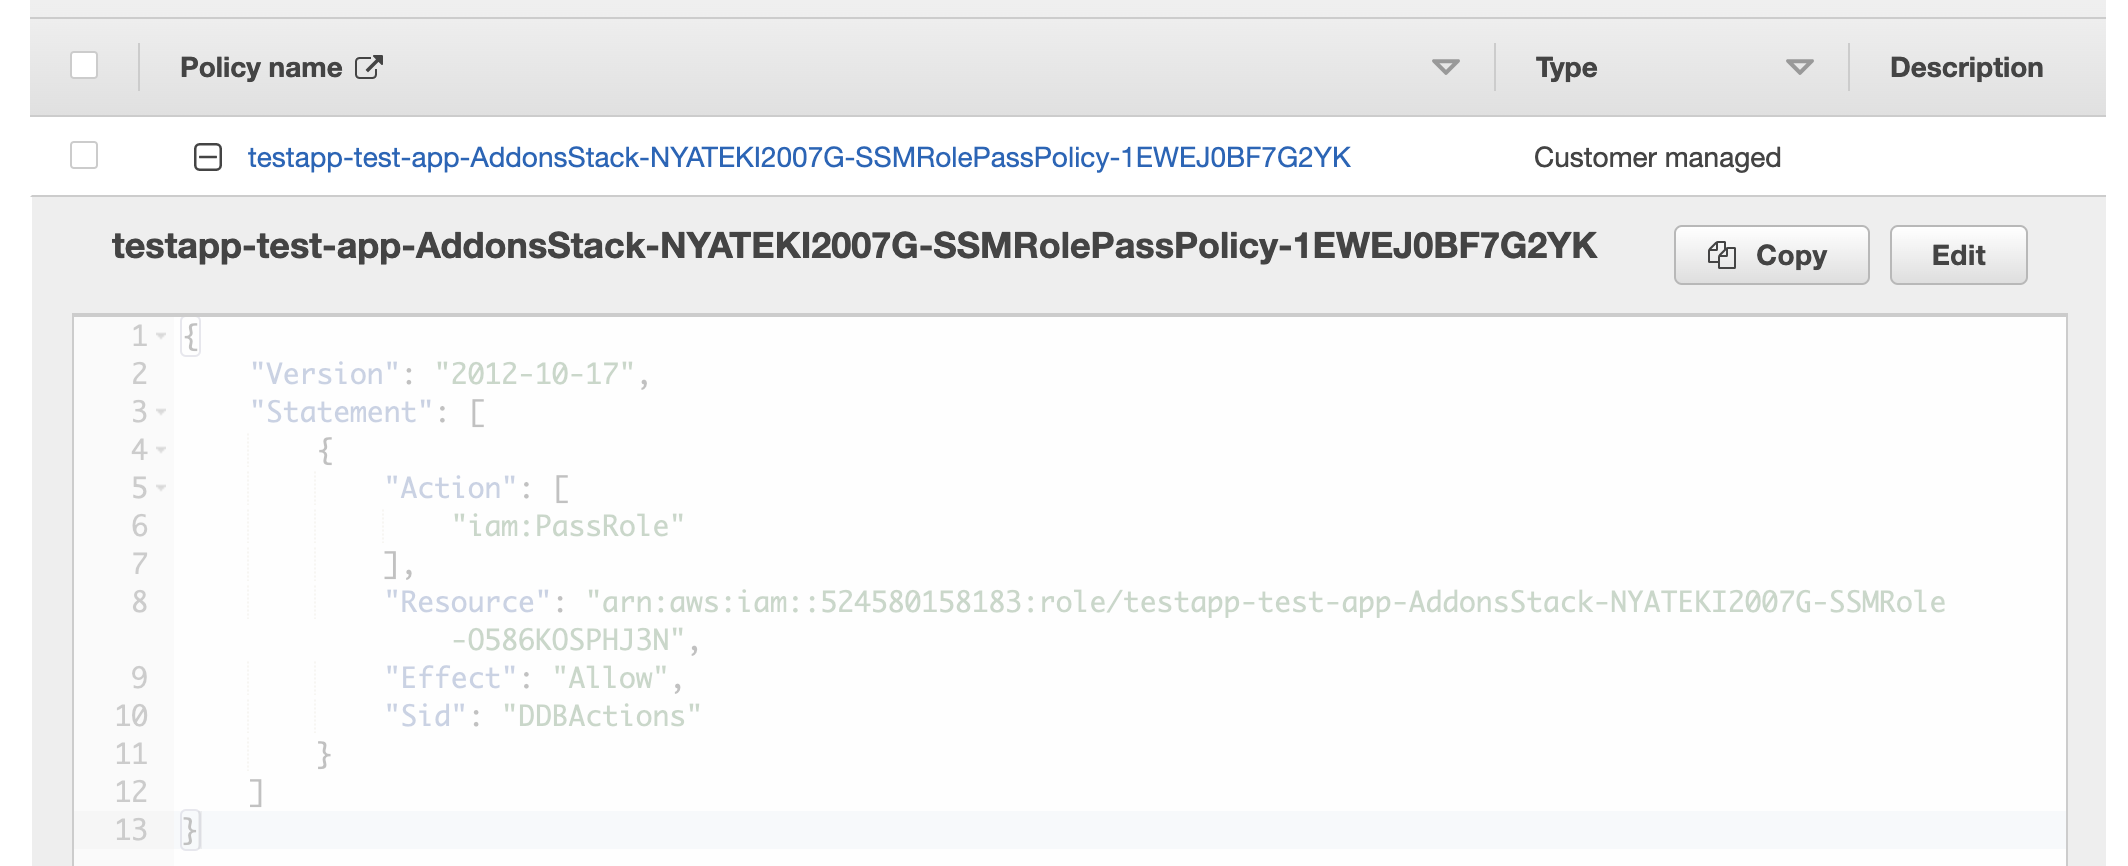 Policy name Type Description
testapp-test-app-AddonsStack-NYATEKI2007G-SSMRolePassPolicy-1EWEJ0BF7G2YK Customer managed
testapp-test-app-AddonsStack-NYATEKI2007G-SSMRolePassPolicy-1EWEJ0BF7G2YK Copy Edit
1 {
2 "Version": "2012-10-17",
3 "Statement": [
4 {
5 "Action": [
6 "iam:PassRole"
7 ],
8 "Resource": "arn:aws:iam::524580158183:role/testapp-test-app-AddonsStack-NYATEKI2007G-SSMRole
-O586KOSPHJ3N",
9 "Effect": "Allow",
10 "Sid": "DDBActions"
11 }
12 ]
13 }